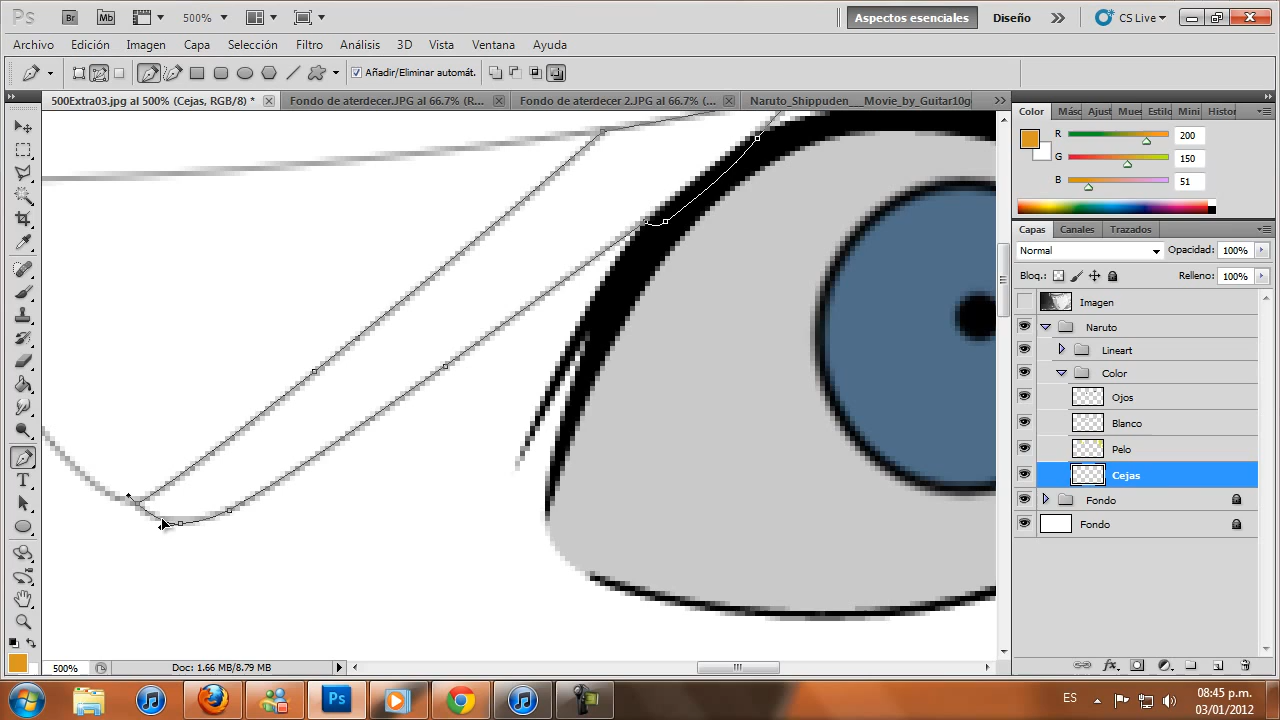 Ps Br Mb 500% Aspectos esenciales Diseño CS Live
Archivo Edición Imagen Capa Selección Filtro Análisis 3D Vista Ventana Ayuda
Añadir/Eliminar automát.
500Extra03.jpg al 500% (Cejas, RGB/8) * Fondo de aterdecer.JPG al 66.7% (R... Fondo de aterdecer 2.JPG al 66.7% (... Naruto_Shippuden___Movie_by_Guitar10g
Color Másc Ajust Mues Estilo Mini Histor
R 200
G 150
B 51
Capas Canales Trazados
Normal Opacidad: 100%
Bloq.: Relleno: 100%
Imagen
Naruto
Lineart
Color
Ojos
Blanco
Pelo
Cejas
Fondo
Fondo
T
500% Doc: 1.66 MB/8.79 MB
Ps ES 08:45 p.m.
03/01/2012